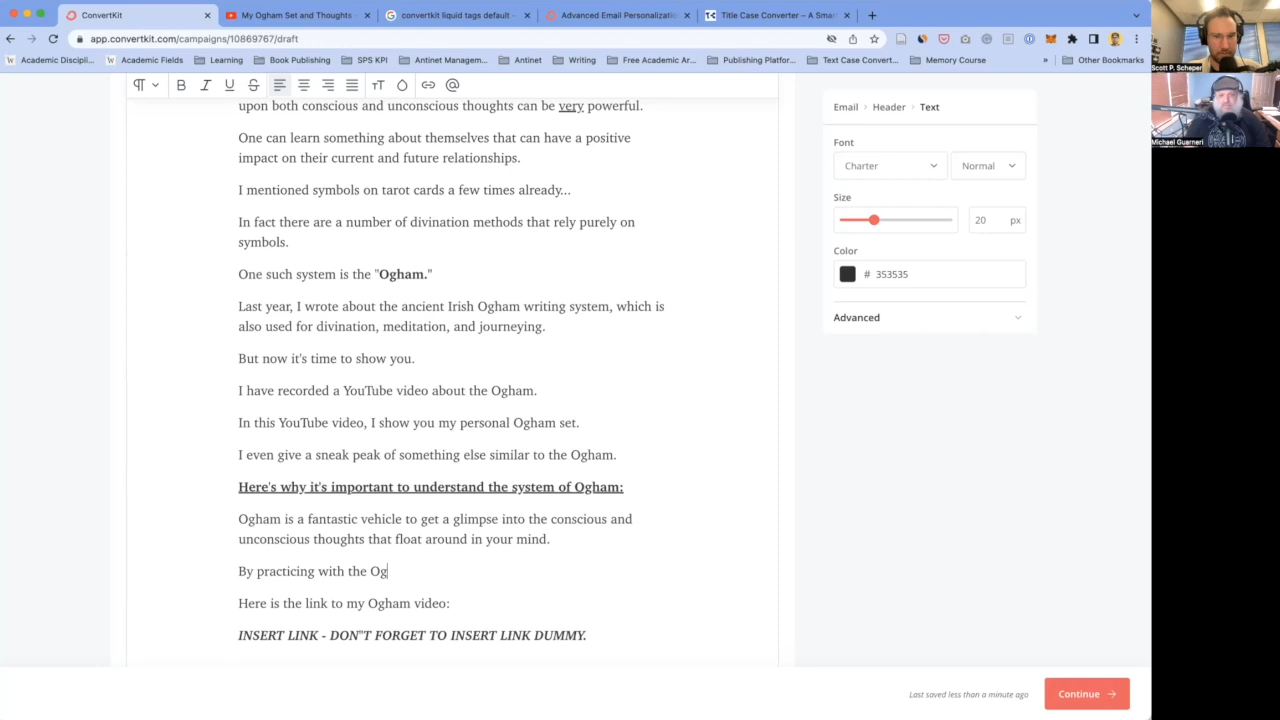 ConvertKit
My Ogham Set and Thoughts -
convertkit liquid tags default -
Advanced Email Personalizatio
Title Case Converter – A Smar
app.convertkit.com/campaigns/10869767/draft
Academic Discipli...
Academic Fields
Learning
Book Publishing
SPS KPI
Antinet Managem...
Antinet
Writing
Free Academic Ar...
Publishing Platfor...
Text Case Convert...
Memory Course
»
Other Bookmarks
Scott P. Scheper
Michael Guarneri
upon both conscious and unconscious thoughts can be very powerful.
One can learn something about themselves that can have a positive
impact on their current and future relationships.
I mentioned symbols on tarot cards a few times already...
In fact there are a number of divination methods that rely purely on
symbols.
One such system is the "Ogham."
Last year, I wrote about the ancient Irish Ogham writing system, which is
also used for divination, meditation, and journeying.
But now it's time to show you.
I have recorded a YouTube video about the Ogham.
In this YouTube video, I show you my personal Ogham set.
I even give a sneak peak of something else similar to the Ogham.
Here's why it's important to understand the system of Ogham:
Ogham is a fantastic vehicle to get a glimpse into the conscious and
unconscious thoughts that float around in your mind.
By practicing with the Og
Here is the link to my Ogham video:
INSERT LINK - DON"T FORGET TO INSERT LINK DUMMY.
Email > Header > Text
Font
Charter
Normal
Size
20 px
Color
# 353535
Advanced
Last saved less than a minute ago
Continue →